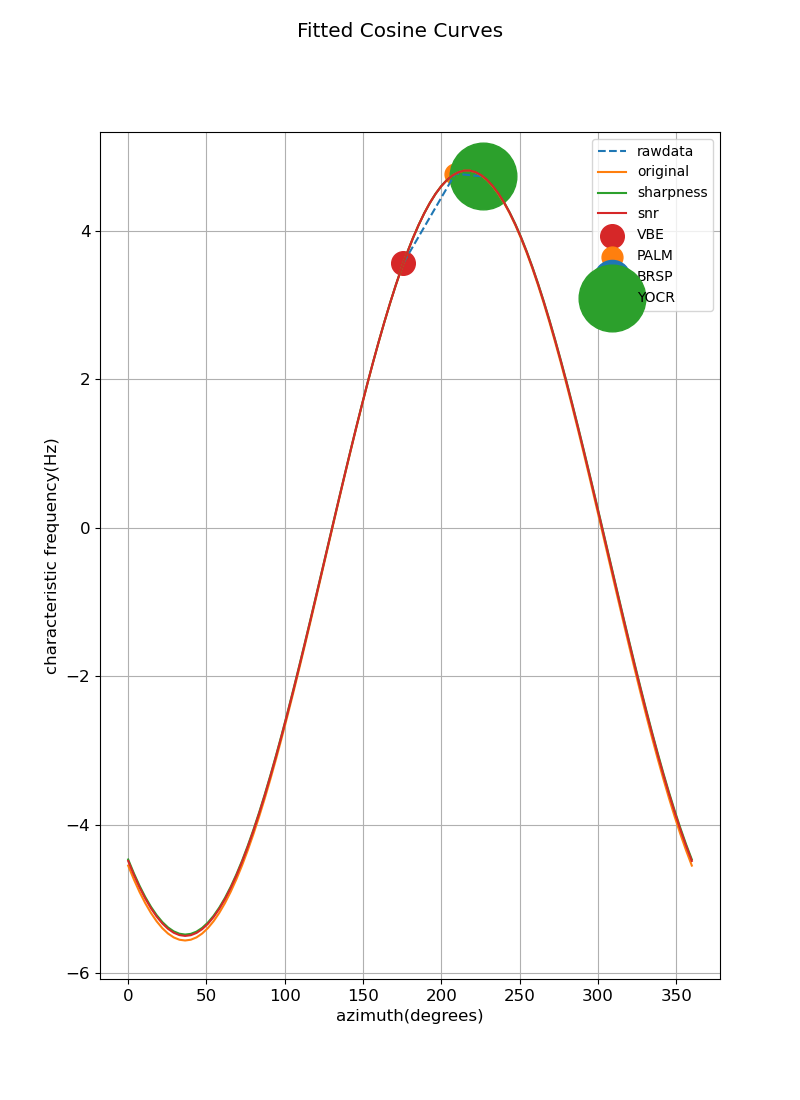 Fitted Cosine Curves
rawdata
original
sharpness
snr
VBE
PALM
BRSP
YOCR
4
2
0
−2
−4
−6
characteristic frequency(Hz)
0 50 100 150 200 250 300 350
azimuth(degrees)